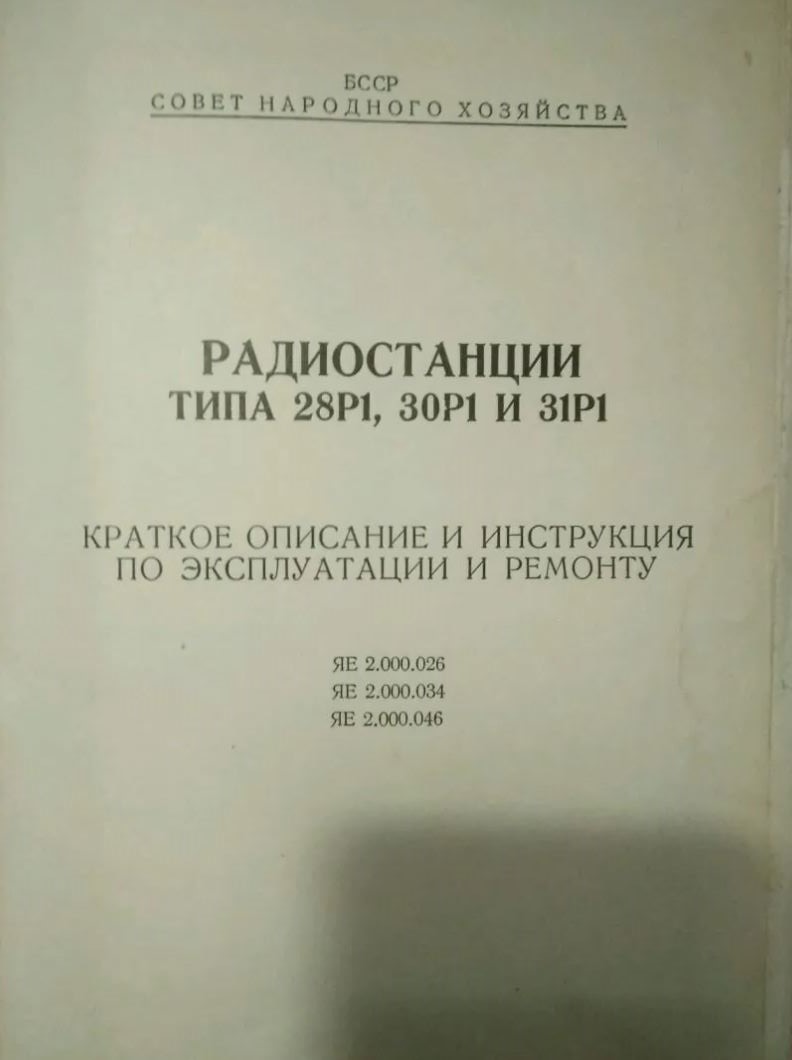 БССР
СОВЕТ НАРОДНОГО ХОЗЯЙСТВА
РАДИОСТАНЦИИ
ТИПА 28Р1, 30Р1 И 31Р1
КРАТКОЕ ОПИСАНИЕ И ИНСТРУКЦИЯ
ПО ЭКСПЛУАТАЦИИ И РЕМОНТУ
ЯЕ 2.000.026
ЯЕ 2.000.034
ЯЕ 2.000.046